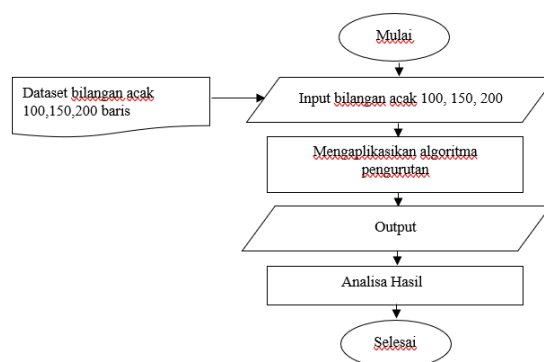 Mulai
Dataset bilangan acak
100,150,200 baris
Input bilangan acak 100, 150, 200
Mengaplikasikan algoritma
pengurutan
Output
Analisa Hasil
Selesai